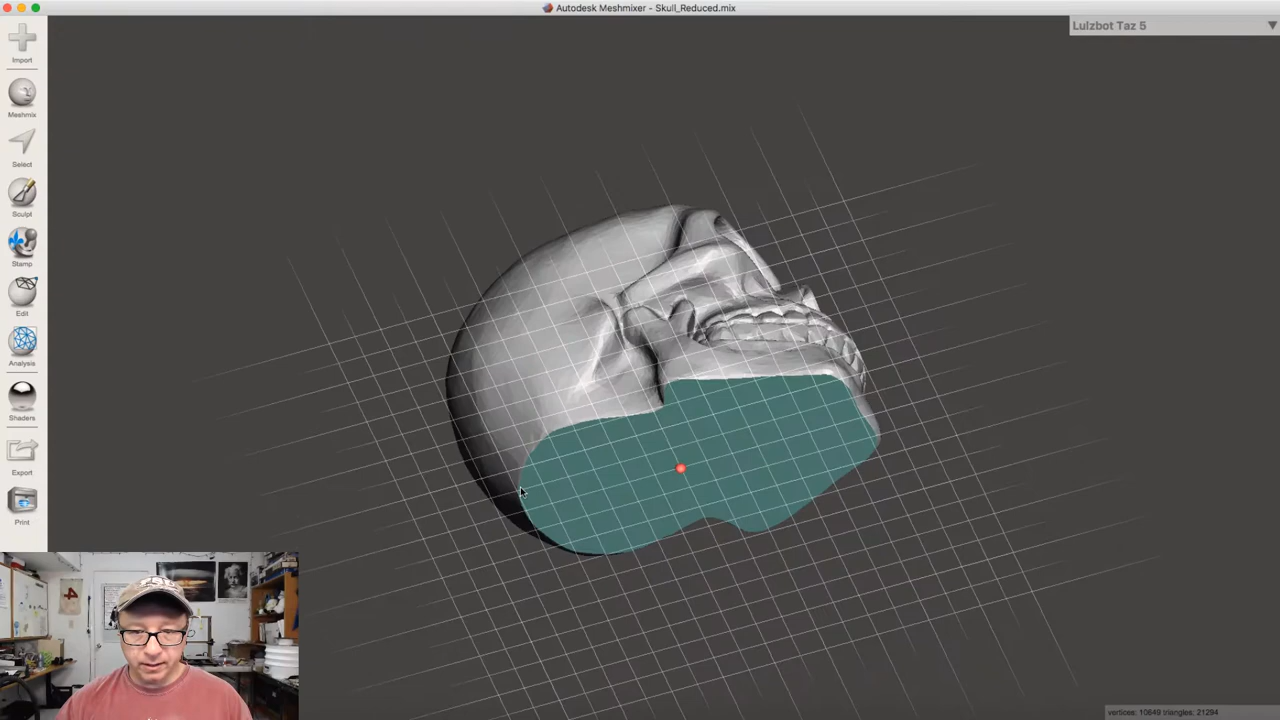 Autodesk Meshmixer - Skull_Reduced.mix
Lulzbot Taz 5
Import
Meshmix
Select
Sculpt
Stamp
Edit
Analysis
Shaders
Export
Print
vertices: 10649 triangles: 21294